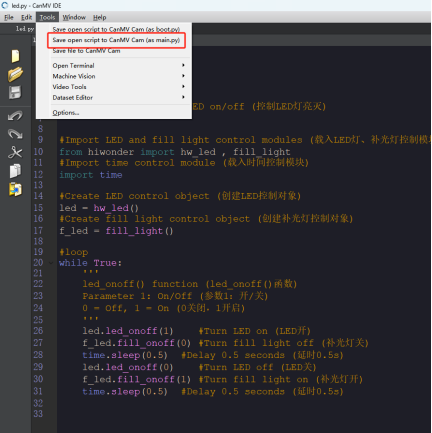 led.py - CanMV IDE
File Edit Tools Window Help
led.py
Save open script to CanMV Cam (as boot.py)
Save open script to CanMV Cam (as main.py)
Save file to CanMV Cam
Open Terminal
Machine Vision
Video Tools
Dataset Editor
Options...
ED on/off (控制LED灯亮灭)
8
9 #Import LED and fill light control modules (载入LED灯、补光灯控制模
10 from hiwonder import hw_led , fill_light
11 #Import time control module (载入时间控制模块)
12 import time
13
14 #Create LED control object (创建LED控制对象)
15 led = hw_led()
16 #Create fill light control object (创建补光灯控制对象)
17 f_led = fill_light()
18
19 #loop
20 while True:
21 '''
22 led_onoff() function (led_onoff()函数)
23 Parameter 1: On/Off (参数1: 开/关)
24 0 = Off, 1 = On (0关闭, 1开启)
25 '''
26 led.led_onoff(1) #Turn LED on (LED开)
27 f_led.fill_onoff(0) #Turn fill light off (补光灯关)
28 time.sleep(0.5) #Delay 0.5 seconds (延时0.5s)
29 led.led_onoff(0) #Turn LED off (LED关)
30 f_led.fill_onoff(1) #Turn fill light on (补光灯开)
31 time.sleep(0.5) #Delay 0.5 seconds (延时0.5s)
32
33